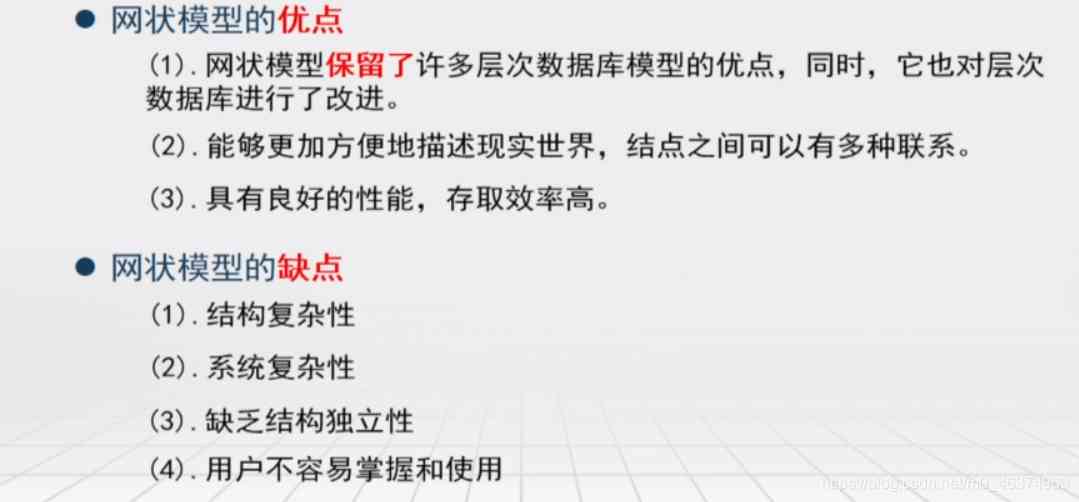 ● 网状模型的优点
(1).网状模型保留了许多层次数据库模型的优点，同时，它也对层次
数据库进行了改进。
(2).能够更加方便地描述现实世界，结点之间可以有多种联系。
(3).具有良好的性能，存取效率高。
● 网状模型的缺点
(1).结构复杂性
(2).系统复杂性
(3).缺乏结构独立性
(4).用户不容易掌握和使用